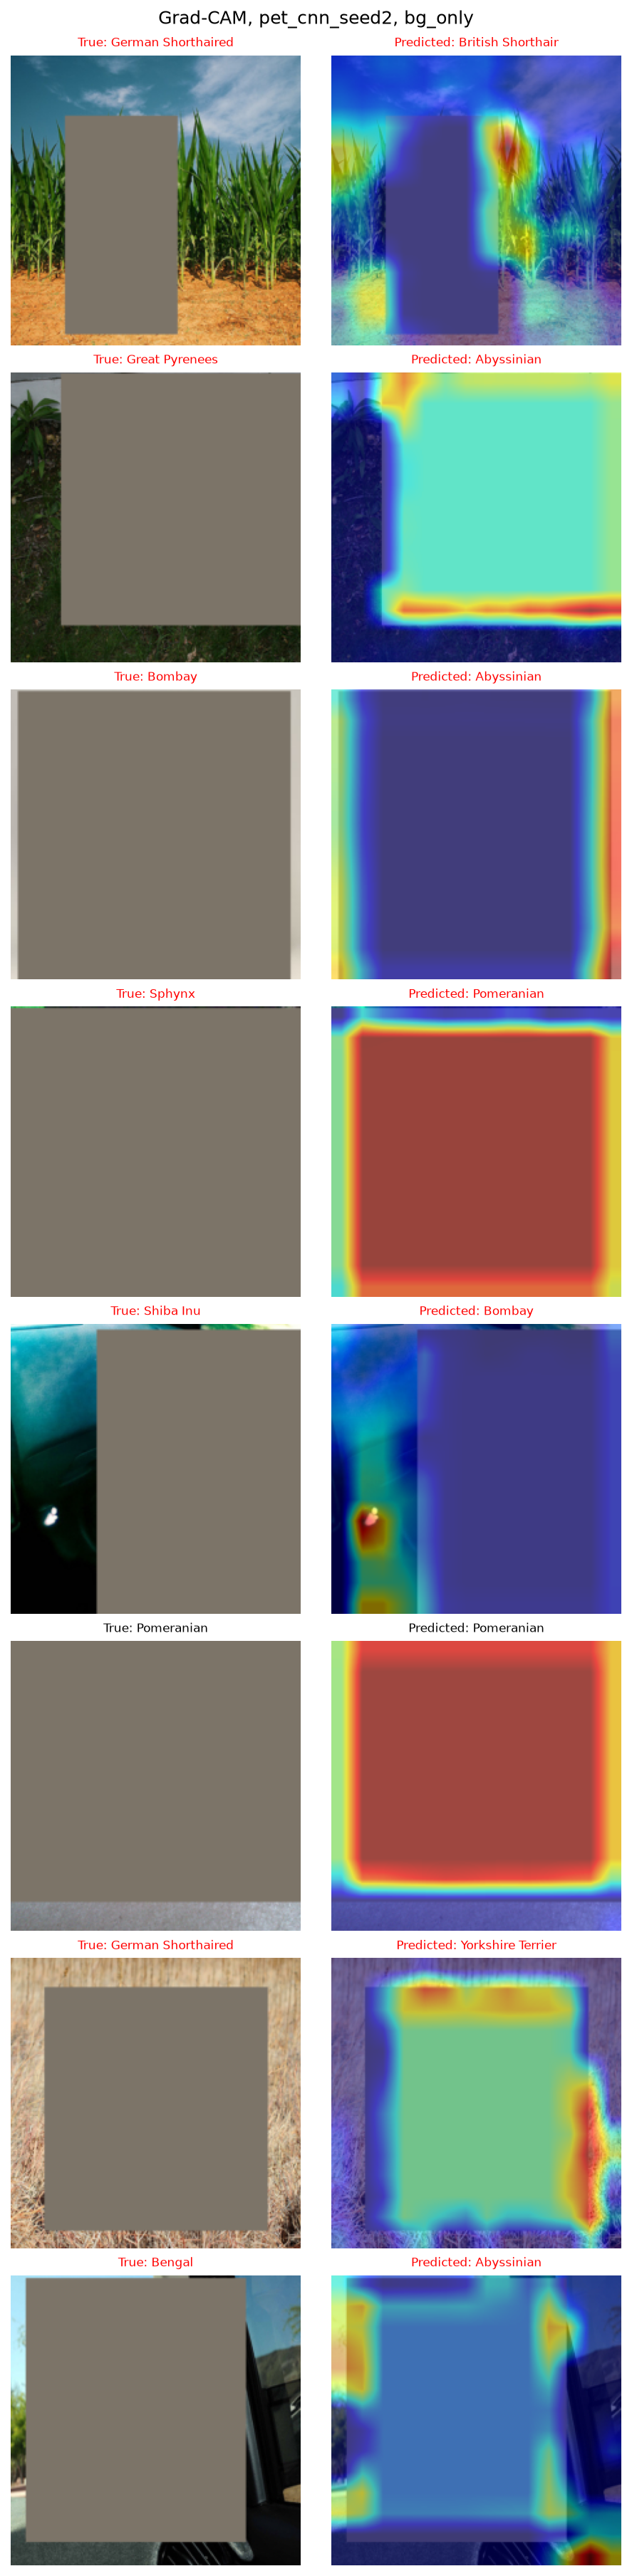 Grad-CAM, pet_cnn_seed2, bg_only
True: German Shorthaired
Predicted: British Shorthair
True: Great Pyrenees
Predicted: Abyssinian
True: Bombay
Predicted: Abyssinian
True: Sphynx
Predicted: Pomeranian
True: Shiba Inu
Predicted: Bombay
True: Pomeranian
Predicted: Pomeranian
True: German Shorthaired
Predicted: Yorkshire Terrier
True: Bengal
Predicted: Abyssinian